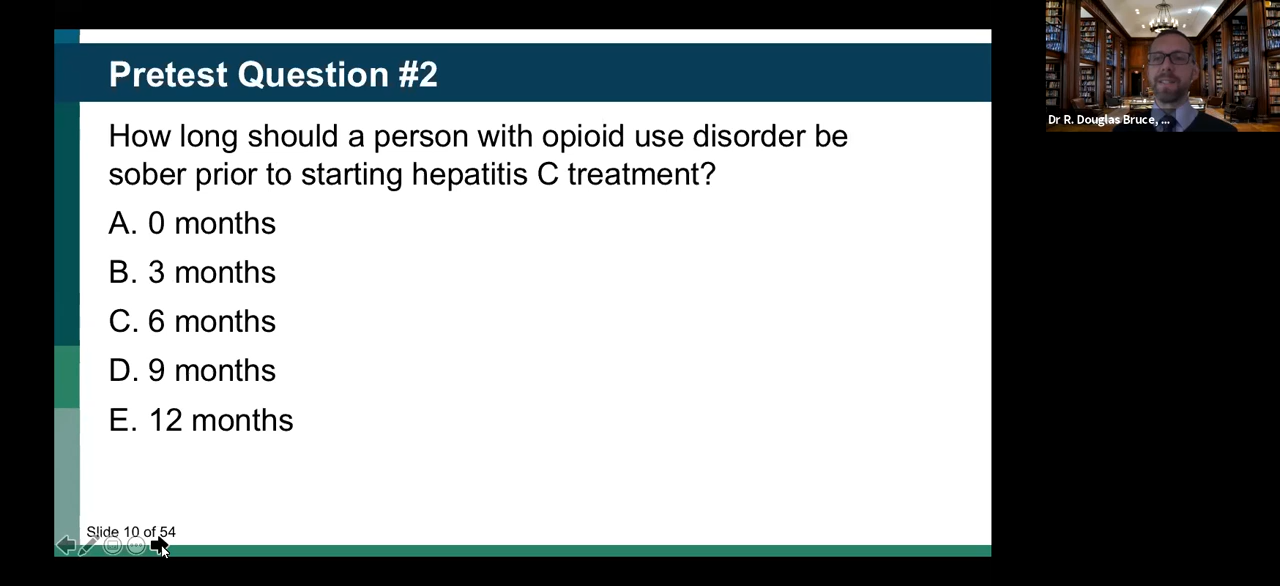 Pretest Question #2
How long should a person with opioid use disorder be
sober prior to starting hepatitis C treatment?
A. 0 months
B. 3 months
C. 6 months
D. 9 months
E. 12 months
Slide 10 of 54
Dr R. Douglas Bruce, ...